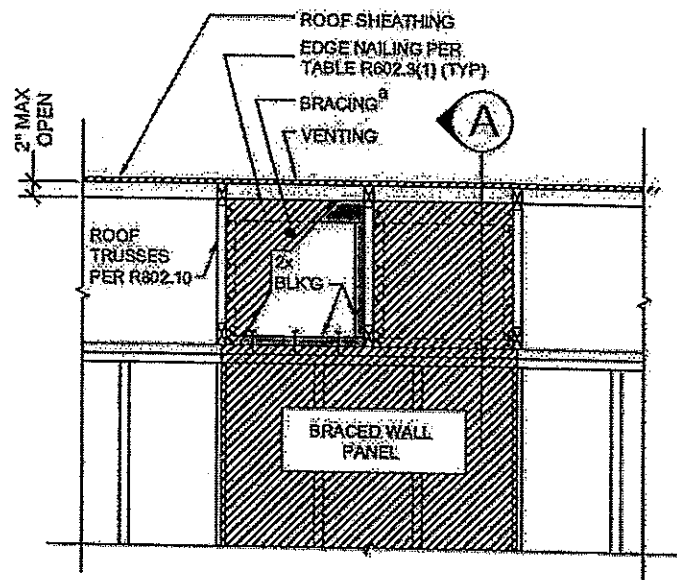 ROOF SHEATHING
EDGE NAILING PER
TABLE R602.3(1) (TYP)
BRACINGᵃ
VENTING
A
2" MAX
OPEN
ROOF
TRUSSES
PER R802.10
2x
BLK'G
BRACED WALL
PANEL